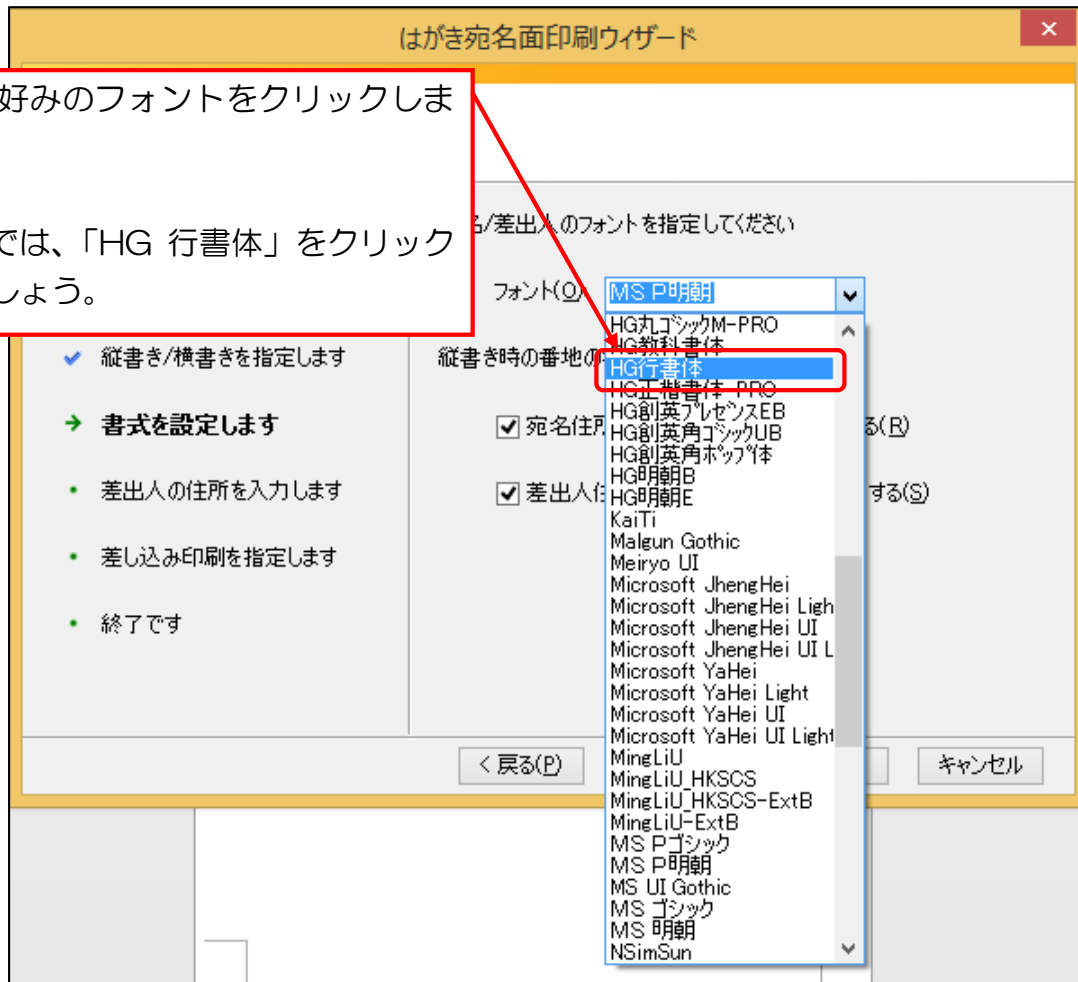 はがき宛名面印刷ウィザード
好みのフォントをクリックしま
では、「HG 行書体」をクリック
しょう。
/差出人のフォントを指定してください
フォント(O)
MS P明朝
縦書き/横書きを指定します
書式を設定します
差出人の住所を入力します
差し込み印刷を指定します
終了です
縦書き時の番地の
宛名住所
る(R)
差出人住
する(S)
HG丸ゴシックM-PRO
HG教科書体
HG行書体
HG正楷書体-PRO
HG創英プレゼンスEB
HG創英角ゴシックUB
HG創英角ポップ体
HG明朝B
HG明朝E
KaiTi
Malgun Gothic
Meiryo UI
Microsoft JhengHei
Microsoft JhengHei Ligh
Microsoft JhengHei UI
Microsoft JhengHei UI L
Microsoft YaHei
Microsoft YaHei Light
Microsoft YaHei UI
Microsoft YaHei UI Light
MingLiU
MingLiU_HKSCS
MingLiU_HKSCS-ExtB
MingLiU-ExtB
MS Pゴシック
MS P明朝
MS UI Gothic
MS ゴシック
MS 明朝
NSimSun
< 戻る(P)
キャンセル